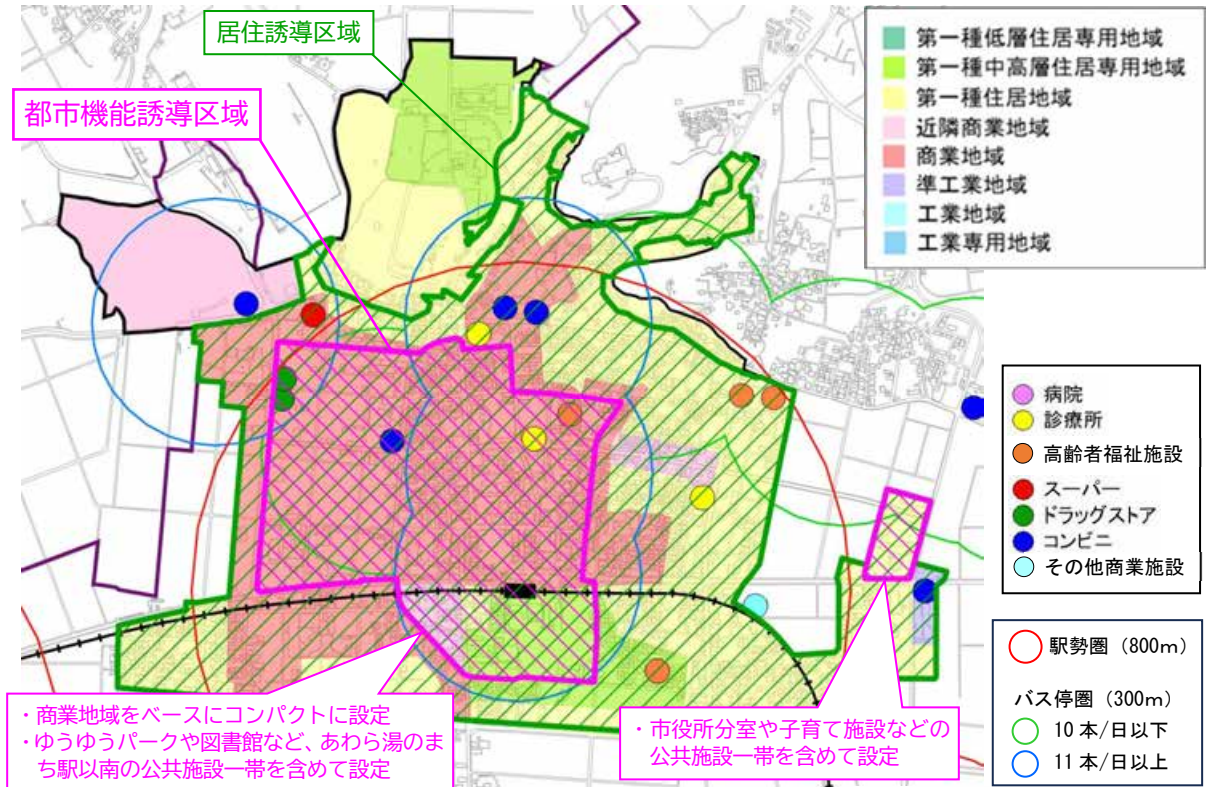 居住誘導区域
都市機能誘導区域
第一種低層住居専用地域
第一種中高層住居専用地域
第一種住居地域
近隣商業地域
商業地域
準工業地域
工業地域
工業専用地域
病院
診療所
高齢者福祉施設
スーパー
ドラッグストア
コンビニ
その他商業施設
駅勢圏（800m）
バス停圏（300m）
10本/日以下
11本/日以上
・商業地域をベースにコンパクトに設定
・ゆうゆうパークや図書館など、あわら湯のま
ち駅以南の公共施設一帯を含めて設定
・市役所分室や子育て施設などの
公共施設一帯を含めて設定